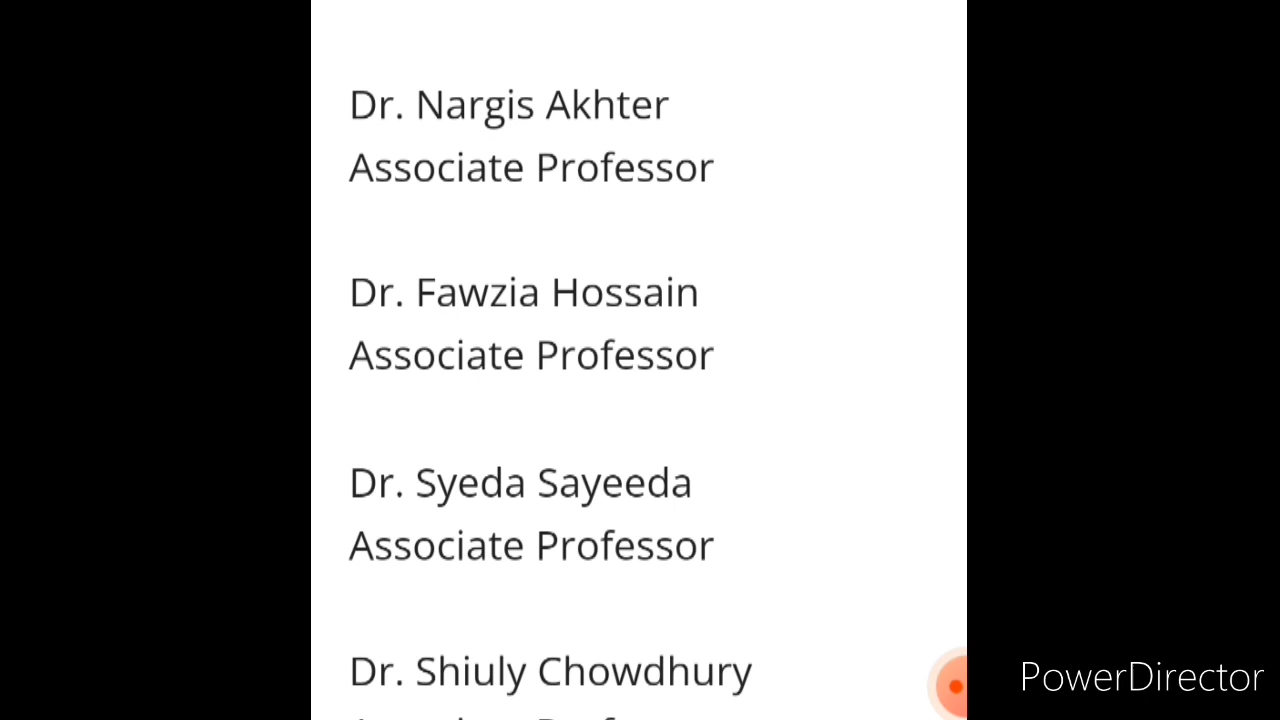 Dr. Nargis Akhter
Associate Professor
Dr. Fawzia Hossain
Associate Professor
Dr. Syeda Sayeeda
Associate Professor
Dr. Shiuly Chowdhury
PowerDirector